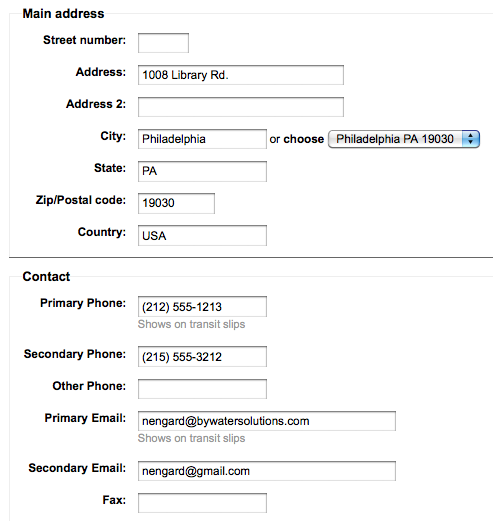 Main address
Street number:
Address: 1008 Library Rd.
Address 2:
City: Philadelphia or choose Philadelphia PA 19030
State: PA
Zip/Postal code: 19030
Country: USA
Contact
Primary Phone: (212) 555-1213
Shows on transit slips
Secondary Phone: (215) 555-3212
Other Phone:
Primary Email: nengard@bywatersolutions.com
Shows on transit slips
Secondary Email: nengard@gmail.com
Fax: